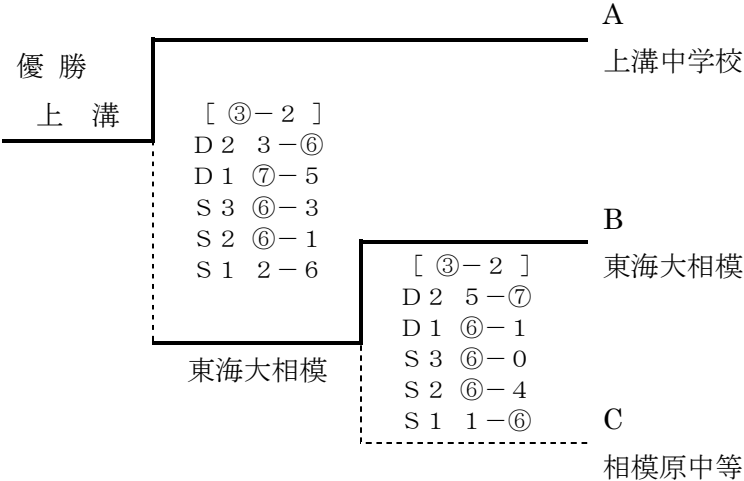 A
上溝中学校
優 勝
上　溝
［ ③－２ ］
Ｄ２ ３－⑥
Ｄ１ ⑦－５
Ｓ３ ⑥－３
Ｓ２ ⑥－１
Ｓ１ ２－６
B
東海大相模
［ ③－２ ］
Ｄ２ ５－⑦
Ｄ１ ⑥－１
Ｓ３ ⑥－０
Ｓ２ ⑥－４
Ｓ１ １－⑥
東海大相模
C
相模原中等